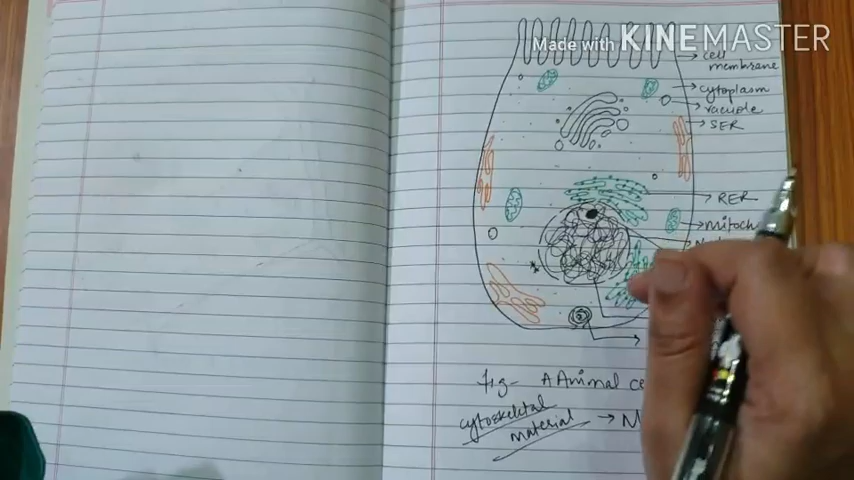 Made with KINEMASTER
cell
membrane
cytoplasm
vacuole
SER
RER
Mitoch
Fig- A Animal ce
cytoskeletal
material → M